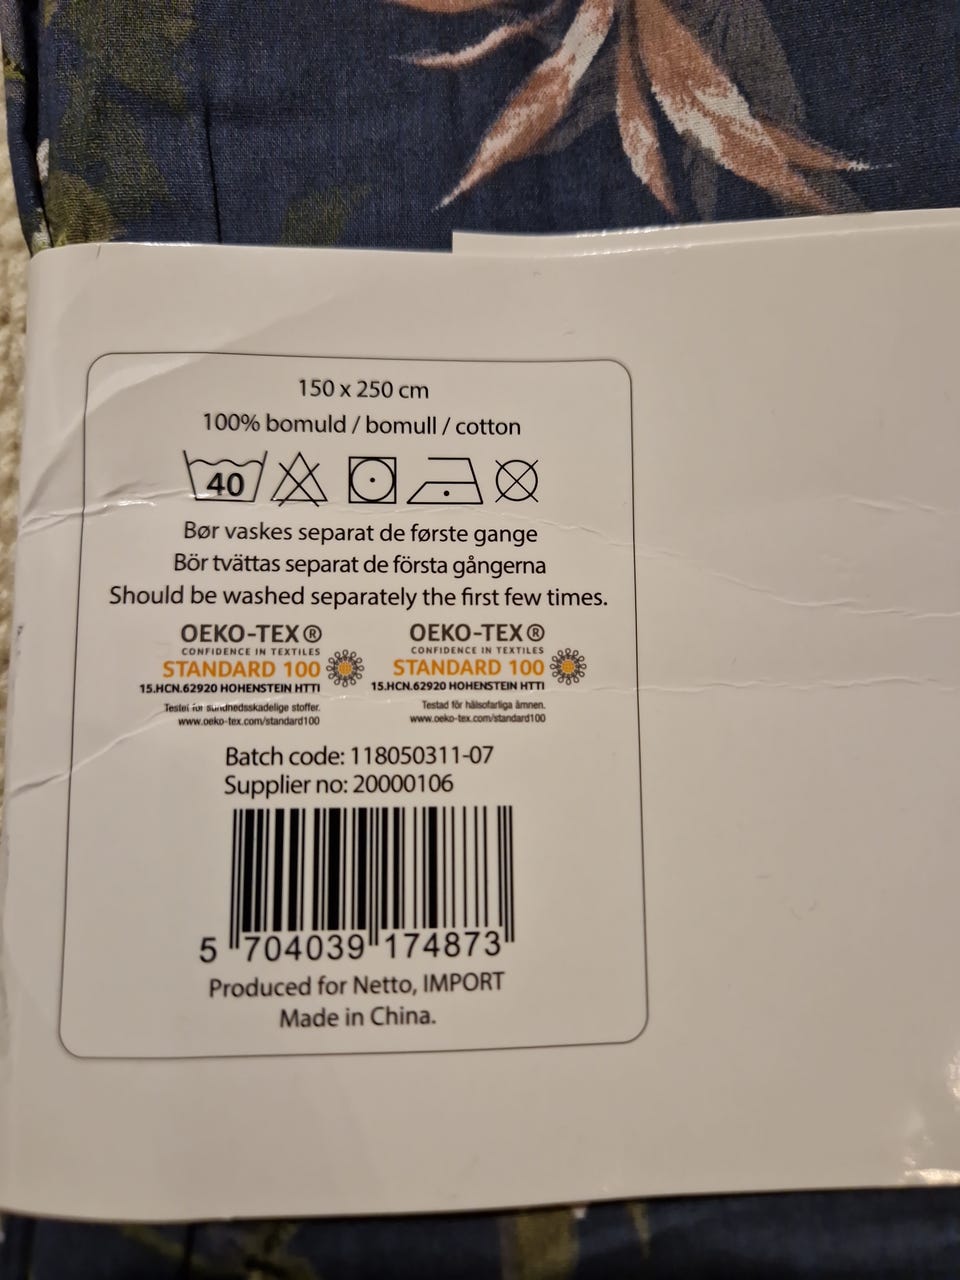 150 x 250 cm
100% bomuld / bomull / cotton
40
Bør vaskes separat de første gange
Bör tvättas separat de första gångerna
Should be washed separately the first few times.
OEKO-TEX®
CONFIDENCE IN TEXTILES
STANDARD 100
15.HCN.62920 HOHENSTEIN HTTI
Testet for sundhedsskadelige stoffer.
www.oeko-tex.com/standard100
OEKO-TEX®
CONFIDENCE IN TEXTILES
STANDARD 100
15.HCN.62920 HOHENSTEIN HTTI
Testad för hälsofarliga ämnen.
www.oeko-tex.com/standard100
Batch code: 118050311-07
Supplier no: 20000106
5 704039 174873
Produced for Netto, IMPORT
Made in China.